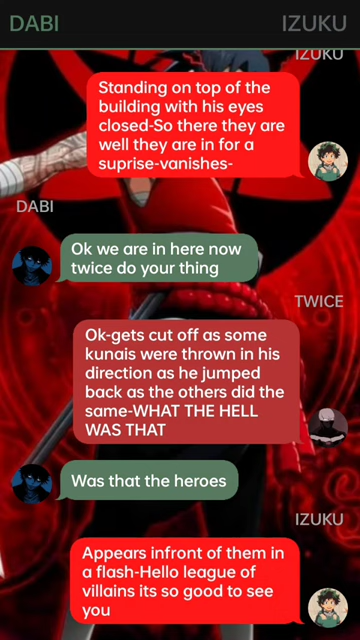 DABI IZUKU
IZUKU
Standing on top of the
building with his eyes
closed-So there they are
well they are in for a
suprise-vanishes-
DABI
Ok we are in here now
twice do your thing
TWICE
Ok-gets cut off as some
kunais were thrown in his
direction as he jumped
back as the others did the
same-WHAT THE HELL
WAS THAT
Was that the heroes
IZUKU
Appears infront of them in
a flash-Hello league of
villains its so good to see
you